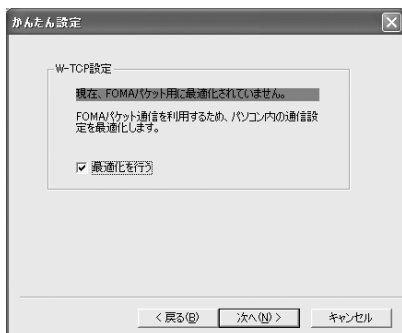 かんたん設定
W-TCP設定
現在、FOMAパケット用に最適化されていません。
FOMAパケット通信を利用するため、パソコン内の通信設
定を最適化します。
最適化を行う
< 戻る(B)
次へ(N) >
キャンセル